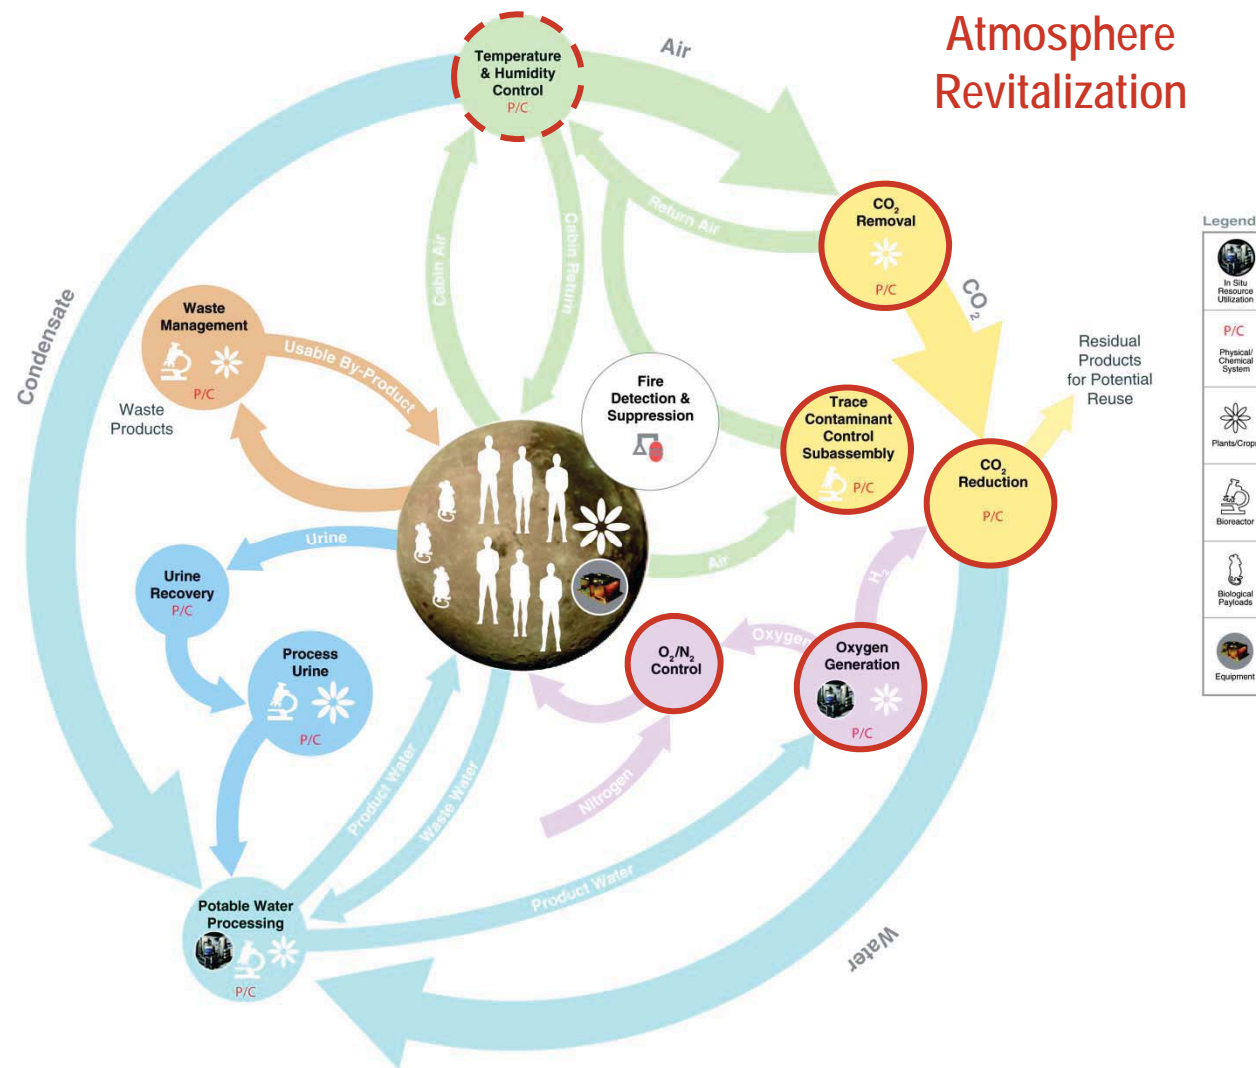 Atmosphere
Revitalization
Temperature
& Humidity
Control
P/C
Air
Condensate
Cabin Air
Cabin Return
Return Air
CO₂
Removal
P/C
CO₂
Residual
Products
for Potential
Reuse
Waste
Management
P/C
Waste
Products
Usable By-Product
Fire
Detection &
Suppression
Trace
Contaminant
Control
Subassembly
P/C
CO₂
Reduction
P/C
Air
H₂
Urine
Urine
Recovery
P/C
Process
Urine
P/C
O₂/N₂
Control
Oxygen
Oxygen
Generation
P/C
Nitrogen
Product Water
Waste Water
Product Water
Potable Water
Processing
P/C
Water
Legend
In Situ
Resource
Utilization
P/C
Physical/
Chemical
System
Plants/Crop
Bioreactor
Biological
Payloads
Equipment